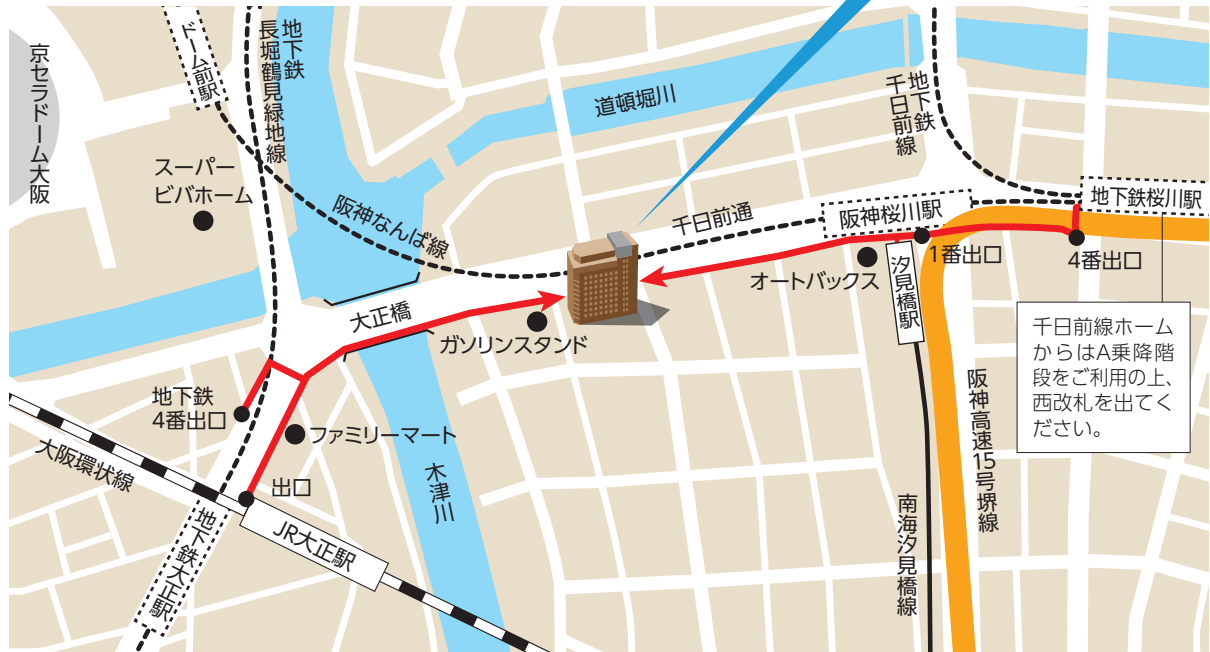 京セラドーム大阪
ドーム前駅
地下鉄
長堀鶴見緑地線
道頓堀川
地下鉄
千日前線
スーパー
ビバホーム
阪神なんば線
千日前通
阪神桜川駅
地下鉄桜川駅
1番出口
4番出口
オートバックス
汐見橋駅
大正橋
ガソリンスタンド
千日前線ホーム
からはA乗降階
段をご利用の上、
西改札を出てく
ださい。
地下鉄
4番出口
ファミリーマート
大阪環状線
出口
木津川
阪神高速15号堺線
南海汐見橋線
JR大正駅
地下鉄大正駅